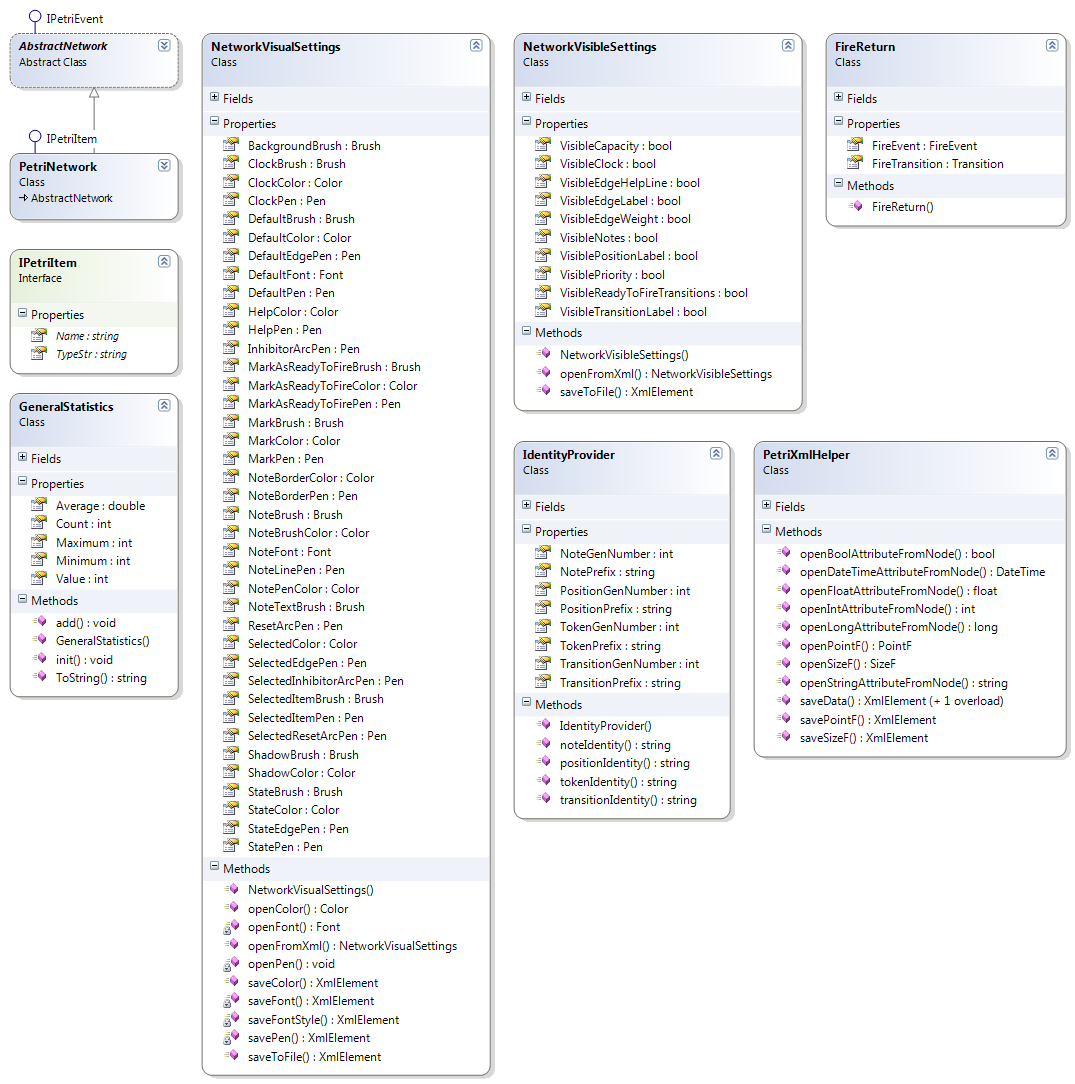 IPetriEvent
AbstractNetwork
Abstract Class
IPetriItem
PetriNetwork
Class
AbstractNetwork
IPetriItem
Interface
Properties
Name : string
TypeStr : string
GeneralStatistics
Class
Fields
Properties
Average : double
Count : int
Maximum : int
Minimum : int
Value : int
Methods
add() : void
GeneralStatistics()
init() : void
ToString() : string
NetworkVisualSettings
Class
Fields
Properties
BackgroundBrush : Brush
ClockBrush : Brush
ClockColor : Color
ClockPen : Pen
DefaultBrush : Brush
DefaultColor : Color
DefaultEdgePen : Pen
DefaultFont : Font
DefaultPen : Pen
HelpColor : Color
HelpPen : Pen
InhibitorArcPen : Pen
MarkAsReadyToFireBrush : Brush
MarkAsReadyToFireColor : Color
MarkAsReadyToFirePen : Pen
MarkBrush : Brush
MarkColor : Color
MarkPen : Pen
NoteBorderColor : Color
NoteBorderPen : Pen
NoteBrush : Brush
NoteBrushColor : Color
NoteFont : Font
NoteLinePen : Pen
NotePenColor : Color
NoteTextBrush : Brush
ResetArcPen : Pen
SelectedColor : Color
SelectedEdgePen : Pen
SelectedInhibitorArcPen : Pen
SelectedItemBrush : Brush
SelectedItemPen : Pen
SelectedResetArcPen : Pen
ShadowBrush : Brush
ShadowColor : Color
StateBrush : Brush
StateColor : Color
StateEdgePen : Pen
StatePen : Pen
Methods
NetworkVisualSettings()
openColor() : Color
openFont() : Font
openFromXml() : NetworkVisualSettings
openPen() : void
saveColor() : XmlElement
saveFont() : XmlElement
saveFontStyle() : XmlElement
savePen() : XmlElement
saveToFile() : XmlElement
NetworkVisibleSettings
Class
Fields
Properties
VisibleCapacity : bool
VisibleClock : bool
VisibleEdgeHelpLine : bool
VisibleEdgeLabel : bool
VisibleEdgeWeight : bool
VisibleNotes : bool
VisiblePositionLabel : bool
VisiblePriority : bool
VisibleReadyToFireTransitions : bool
VisibleTransitionLabel : bool
Methods
NetworkVisibleSettings()
openFromXml() : NetworkVisibleSettings
saveToFile() : XmlElement
FireReturn
Class
Fields
Properties
FireEvent : FireEvent
FireTransition : Transition
Methods
FireReturn()
IdentityProvider
Class
Fields
Properties
NoteGenNumber : int
NotePrefix : string
PositionGenNumber : int
PositionPrefix : string
TokenGenNumber : int
TokenPrefix : string
TransitionGenNumber : int
TransitionPrefix : string
Methods
IdentityProvider()
noteIdentity() : string
positionIdentity() : string
tokenIdentity() : string
transitionIdentity() : string
PetriXmlHelper
Class
Fields
Methods
openBoolAttributeFromNode() : bool
openDateTimeAttributeFromNode() : DateTime
openFloatAttributeFromNode() : float
openIntAttributeFromNode() : int
openLongAttributeFromNode() : long
openPointF() : PointF
openSizeF() : SizeF
openStringAttributeFromNode() : string
saveData() : XmlElement (+ 1 overload)
savePointF() : XmlElement
saveSizeF() : XmlElement